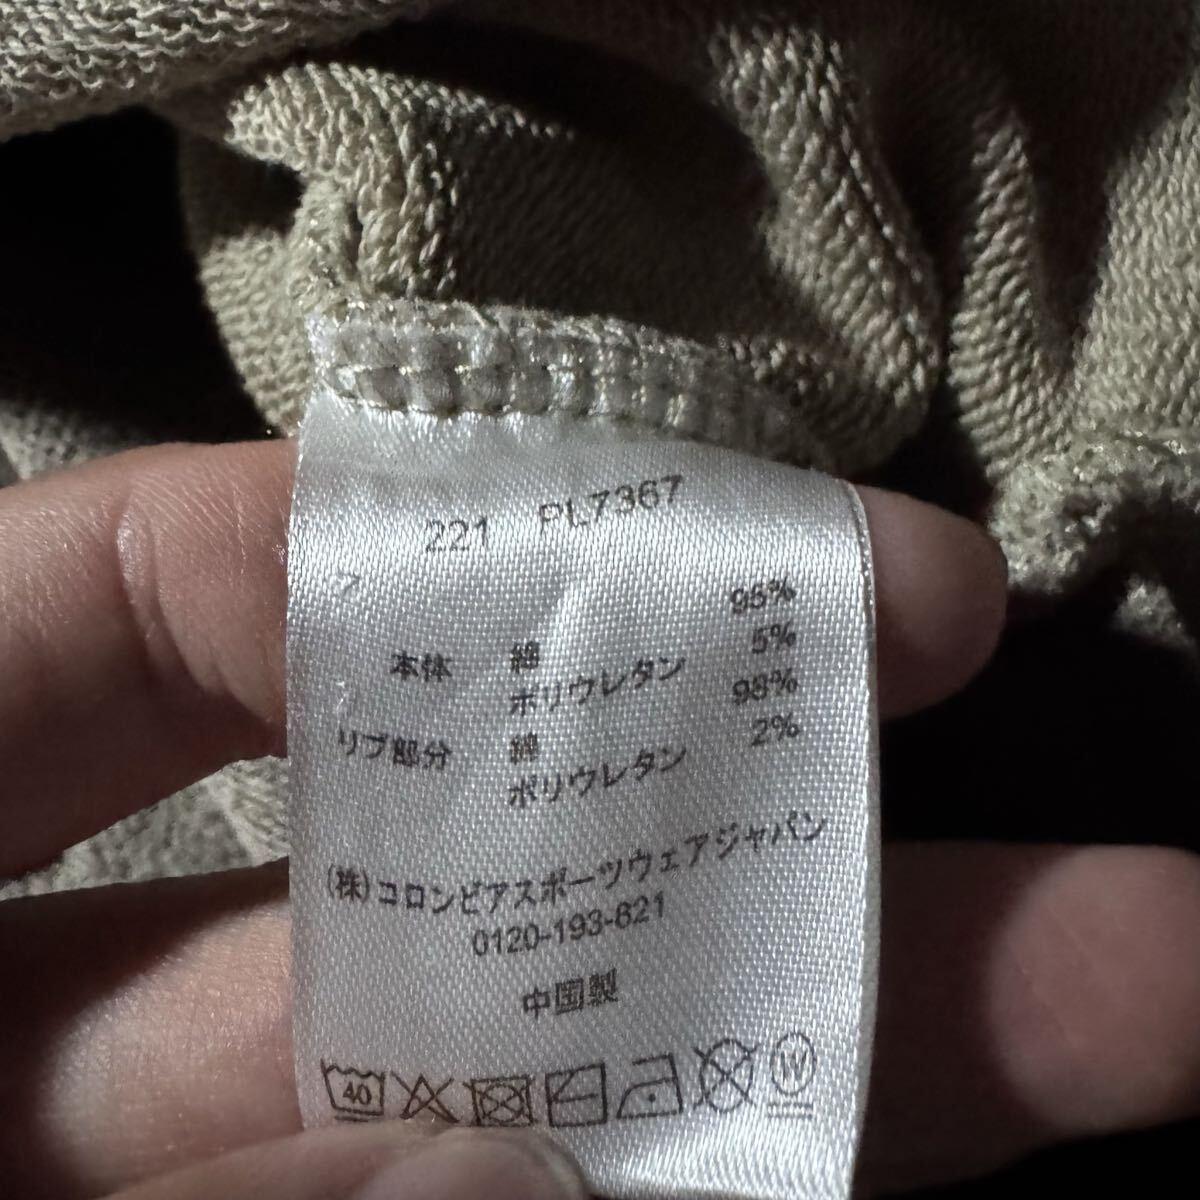 221 PL7367
本体 綿 95%
ポリウレタン 5%
リブ部分 綿 98%
ポリウレタン 2%
(株)コロンビアスポーツウェアジャパン
0120-193-821
中国製
40 W